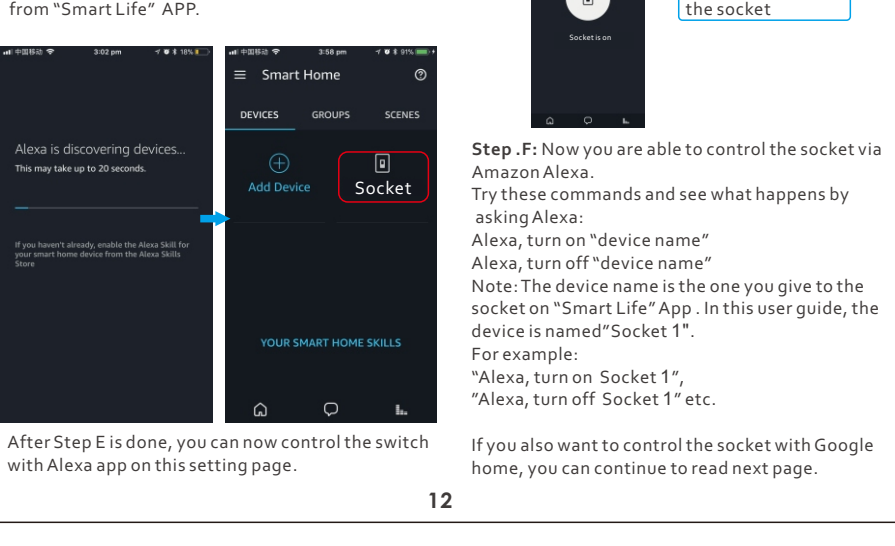 from “Smart Life” APP.
中国移动 3:02 pm 18%
Alexa is discovering devices...
This may take up to 20 seconds.
If you haven't already, enable the Alexa Skill for
your smart home device from the Alexa Skills
Store
中国移动 3:58 pm 91%
Smart Home
DEVICES GROUPS SCENES
Add Device Socket
YOUR SMART HOME SKILLS
After Step E is done, you can now control the switch
with Alexa app on this setting page.
the socket
Socket is on
Step .F: Now you are able to control the socket via
Amazon Alexa.
Try these commands and see what happens by
asking Alexa:
Alexa, turn on “device name”
Alexa, turn off “device name”
Note: The device name is the one you give to the
socket on “Smart Life” App . In this user guide, the
device is named”Socket 1".
For example:
“Alexa, turn on Socket 1”,
”Alexa, turn off Socket 1” etc.
If you also want to control the socket with Google
home, you can continue to read next page.
12